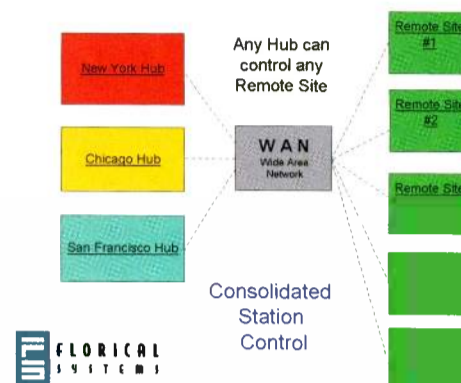 New York Hub
Chicago Hub
San Francisco Hub
Any Hub can
control any
Remote Site
WAN
Wide Area
Network
Consolidated
Station
Control
Remote Site
#1
Remote Site
#2
Remote Site
FLORICAL
SYSTEMS